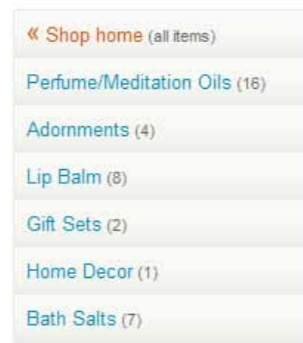 « Shop home (all items)
Perfume/Meditation Oils (16)
Adornments (4)
Lip Balm (8)
Gift Sets (2)
Home Decor (1)
Bath Salts (7)